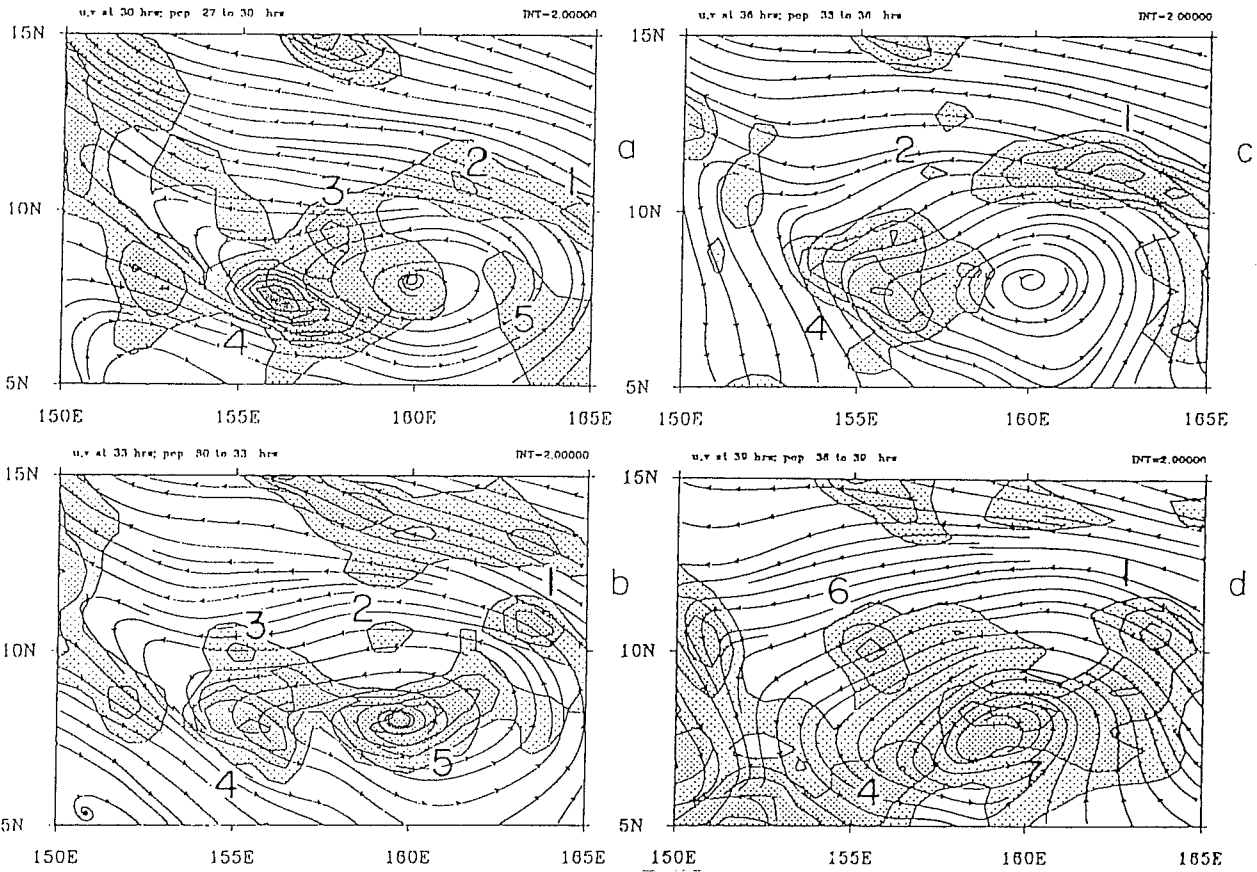 u,v at 30 hrs; pcp 27 to 30 hrs INT=2.00000
15N
10N
5N
150E 155E 160E 165E
3
2
1
4
5
a
u,v at 36 hrs; pcp 33 to 36 hrs INT=2.00000
15N
10N
5N
150E 155E 160E 165E
1
2
4
c
u,v at 33 hrs; pcp 30 to 33 hrs INT=2.00000
15N
10N
5N
150E 155E 160E 165E
1
2
3
4
5
b
u,v at 39 hrs; pcp 36 to 39 hrs INT=2.00000
15N
10N
5N
150E 155E 160E 165E
1
6
4
7
d